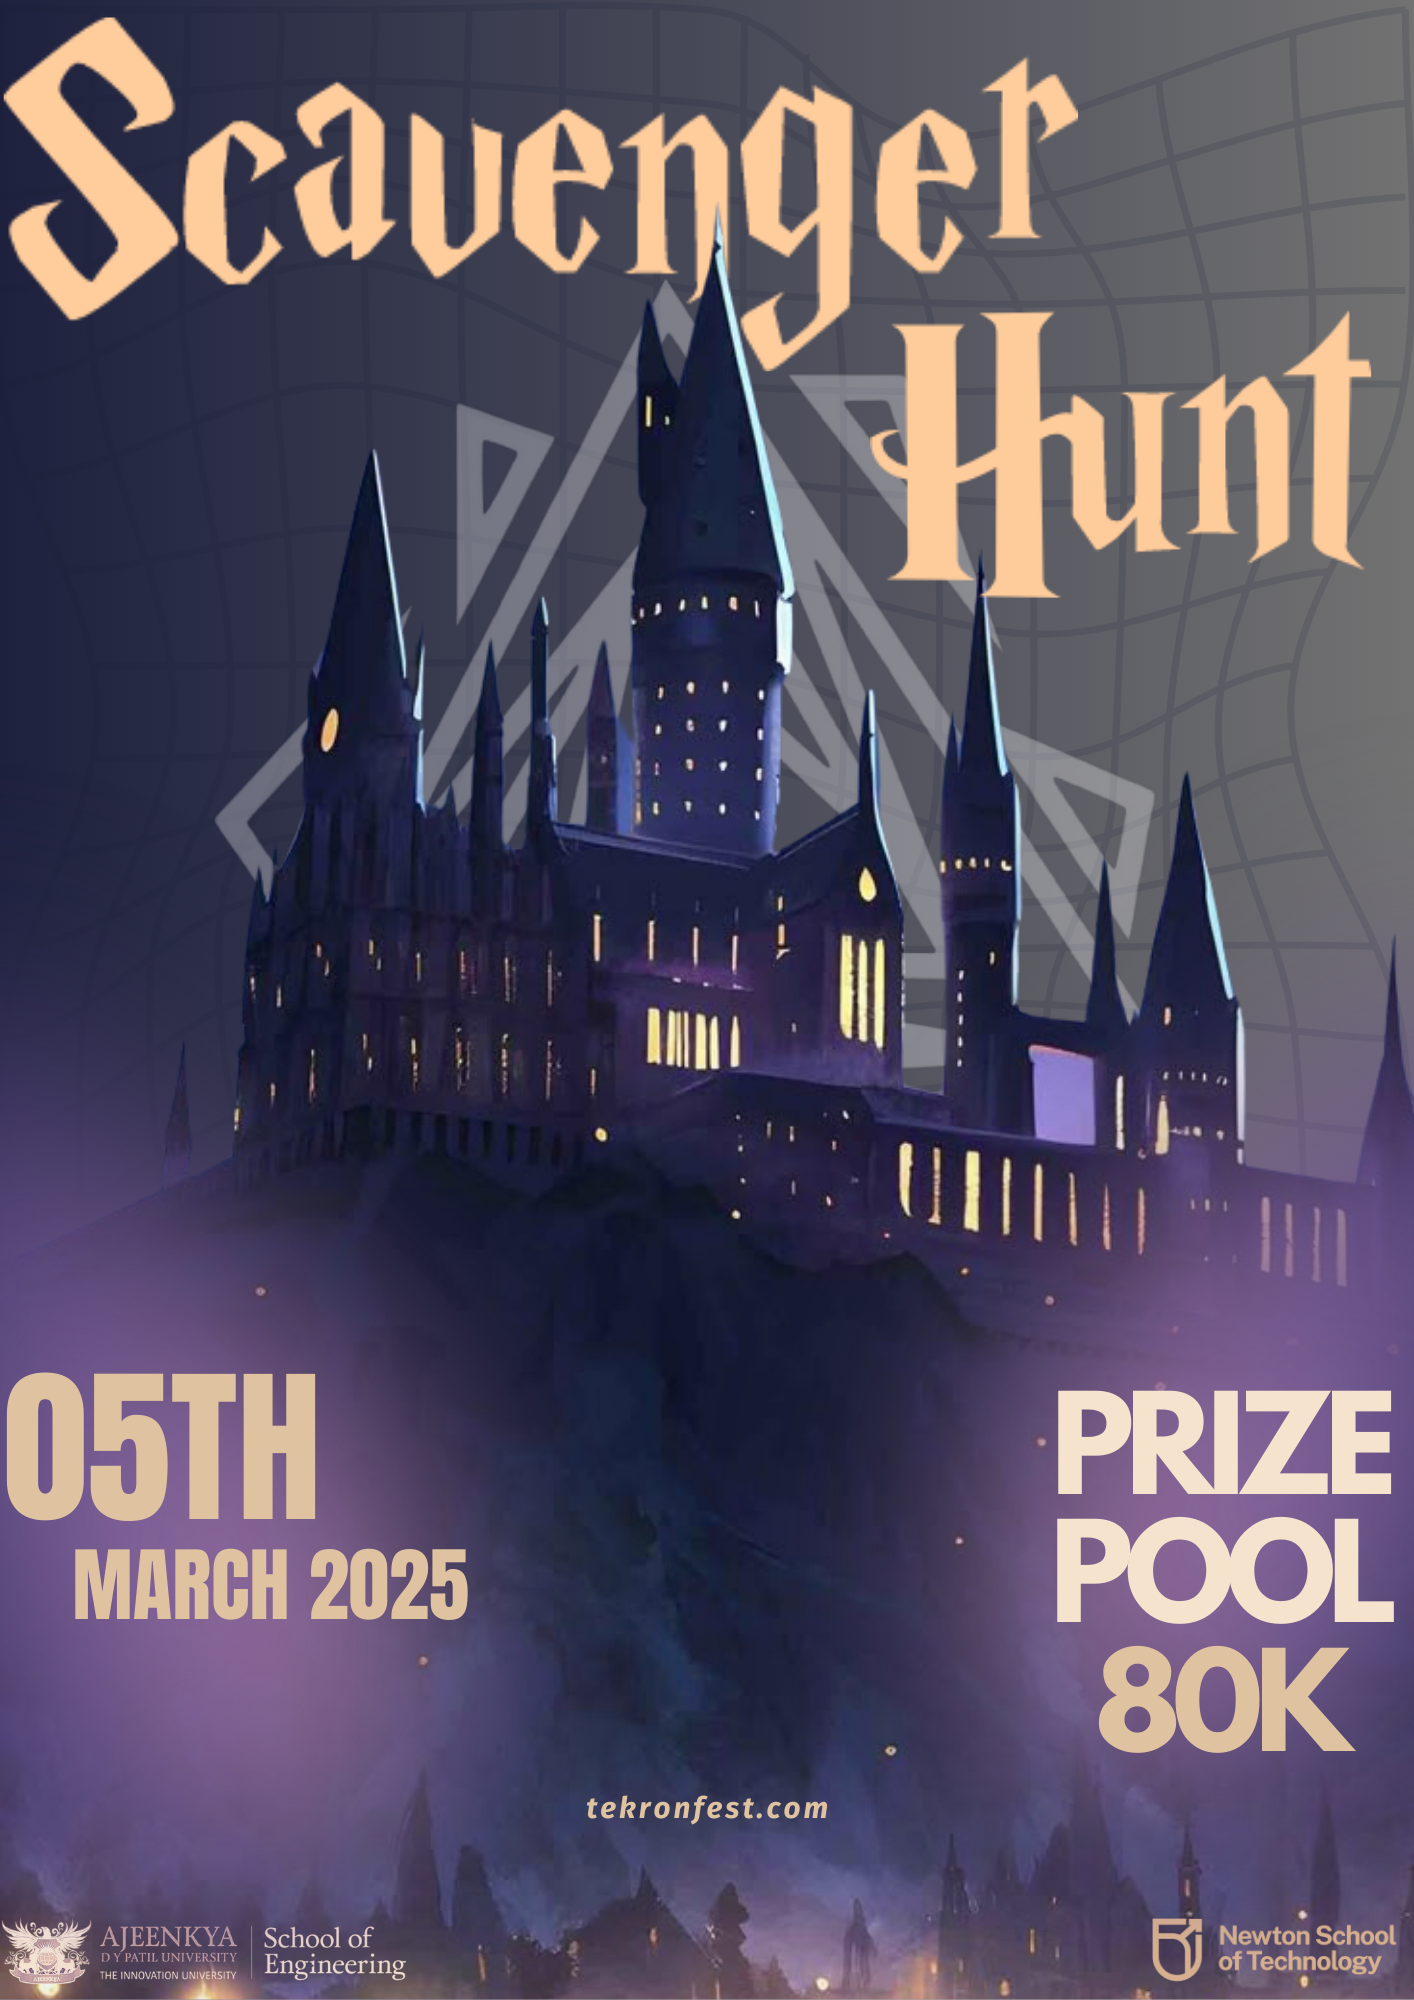 Scavenger
Hunt
05TH
MARCH 2025
PRIZE
POOL
80K
tekronfest.com
AJEENKYA
D Y PATIL UNIVERSITY
THE INNOVATION UNIVERSITY
School of
Engineering
AJEENKYA
Newton School
of Technology